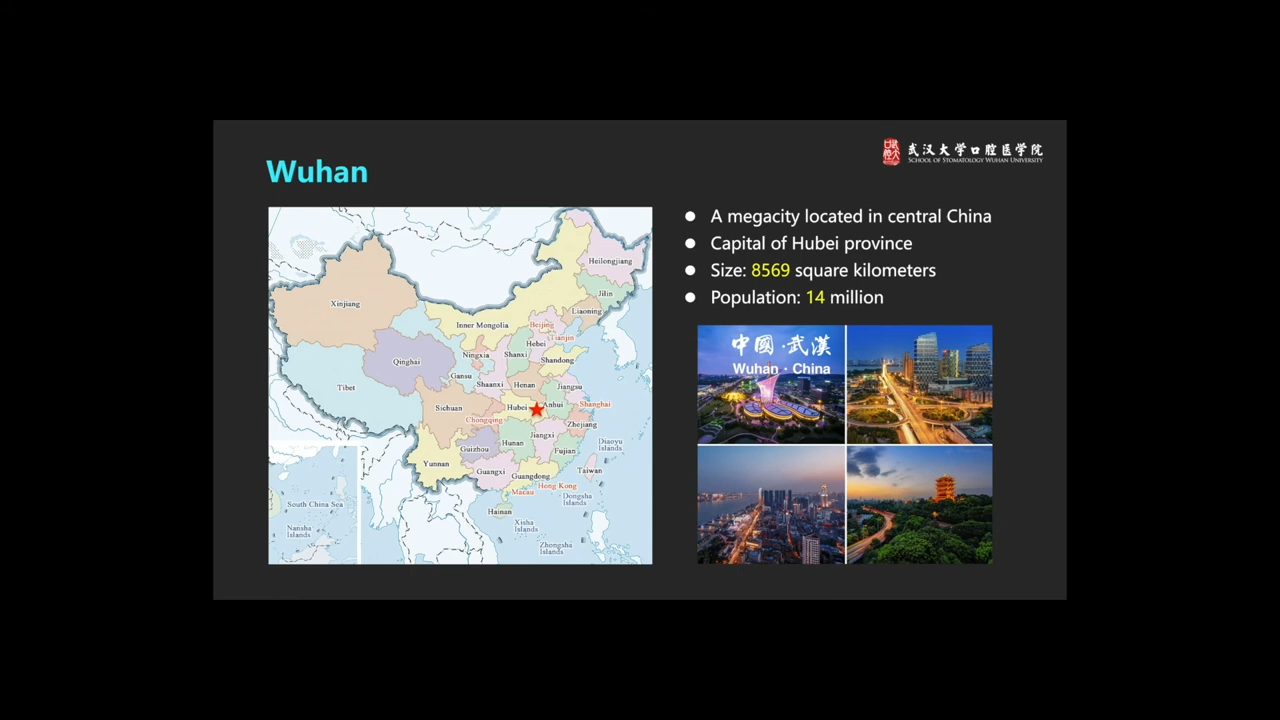 武汉大学口腔医学院
SCHOOL OF STOMATOLOGY WUHAN UNIVERSITY
Wuhan
A megacity located in central China
Capital of Hubei province
Size: 8569 square kilometers
Population: 14 million
Heilongjiang
Jilin
Liaoning
Xinjiang
Inner Mongolia
Beijing
Tianjin
Hebei
Ningxia
Shanxi
Shandong
Qinghai
Gansu
Shaanxi
Henan
Jiangsu
Tibet
Sichuan
Hubei
Anhui
Shanghai
Chongqing
Zhejiang
Jiangxi
Hunan
Guizhou
Fujian
Diaoyu
Islands
Yunnan
Guangxi
Guangdong
Taiwan
Hong Kong
Macau
Dongsha
Islands
Hainan
South China Sea
Nansha
Islands
Xisha
Islands
Zhongsha
Islands
中國·武漢
Wuhan · China